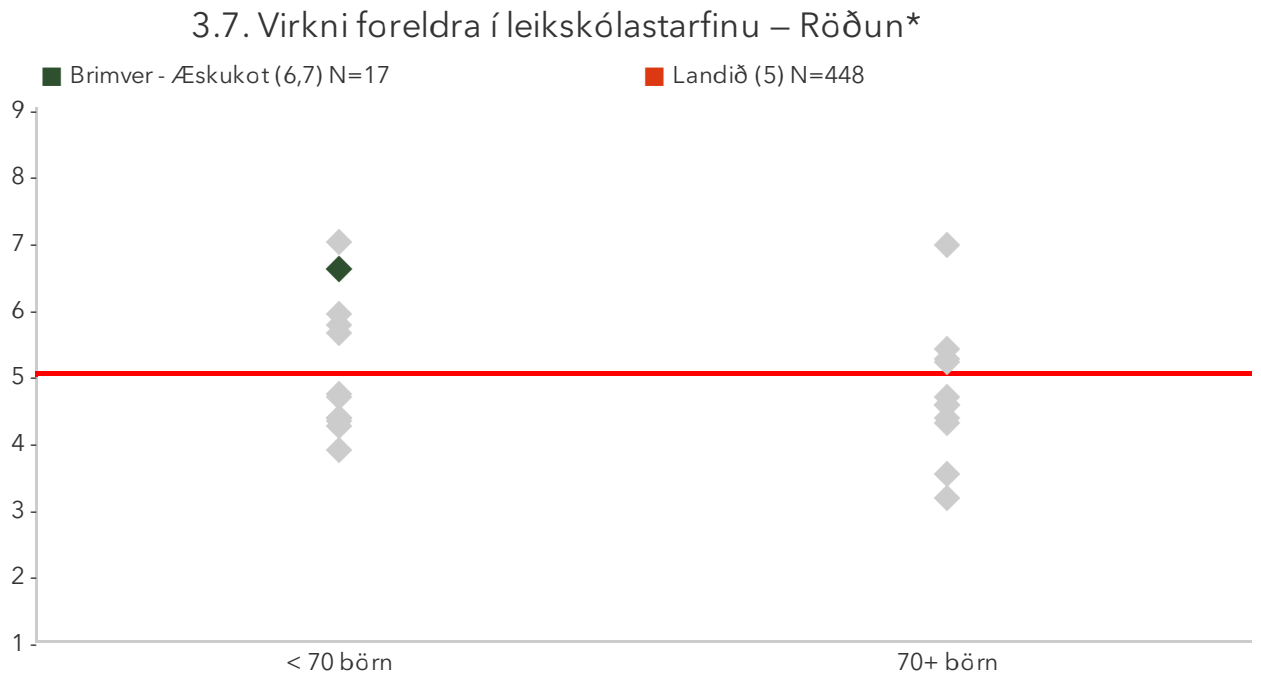 3.7. Virkni foreldra í leikskólastarfinu – Röðun*
Brimver - Æskukot (6,7) N=17
Landið (5) N=448
9
8
7
6
5
4
3
2
1
< 70 börn
70+ börn